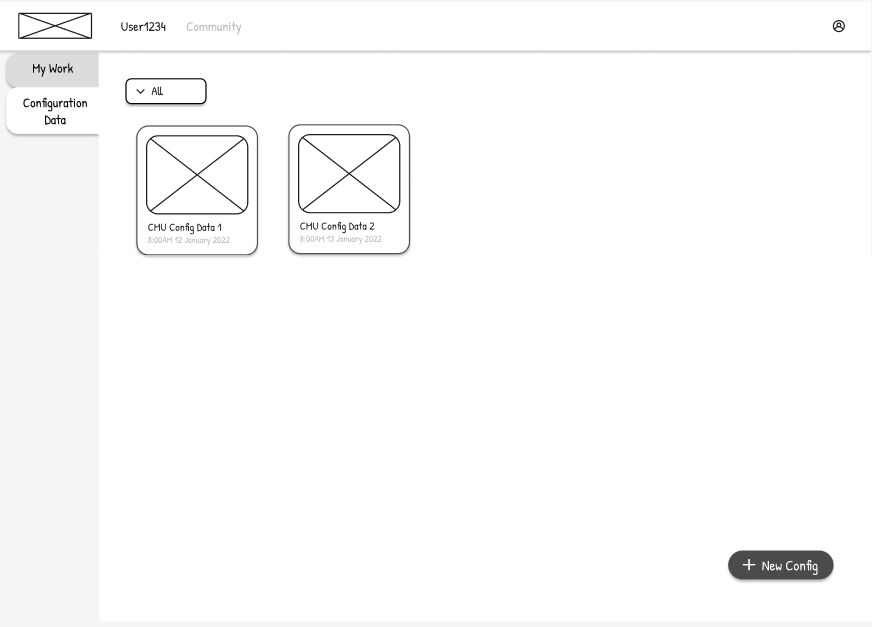 User1234 Community
My Work
Configuration
Data
All
CMU Config Data 1
8:00AM 12 January 2022
CMU Config Data 2
8:00AM 13 January 2022
New Config